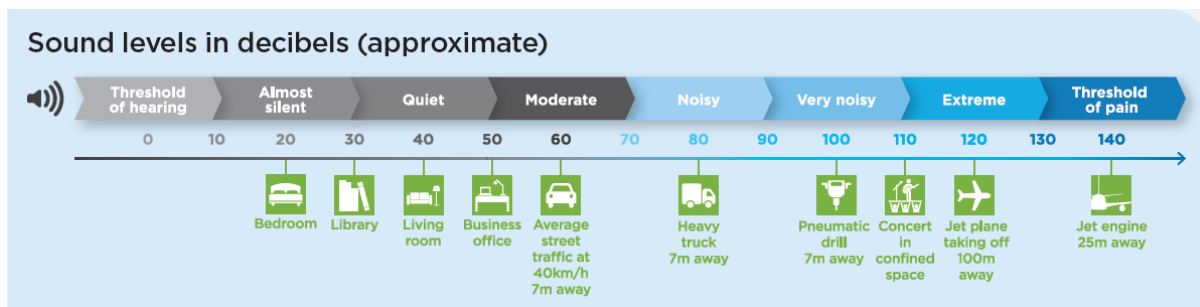 Sound levels in decibels (approximate)
Threshold
of hearing
Almost
silent
Quiet
Moderate
Noisy
Very noisy
Extreme
Threshold
of pain
0 10 20 30 40 50 60 70 80 90 100 110 120 130 140
Bedroom
Library
Living
room
Business
office
Average
street
traffic at
40km/h
7m away
Heavy
truck
7m away
Pneumatic
drill
7m away
Concert
in
confined
space
Jet plane
taking off
100m
away
Jet engine
25m away